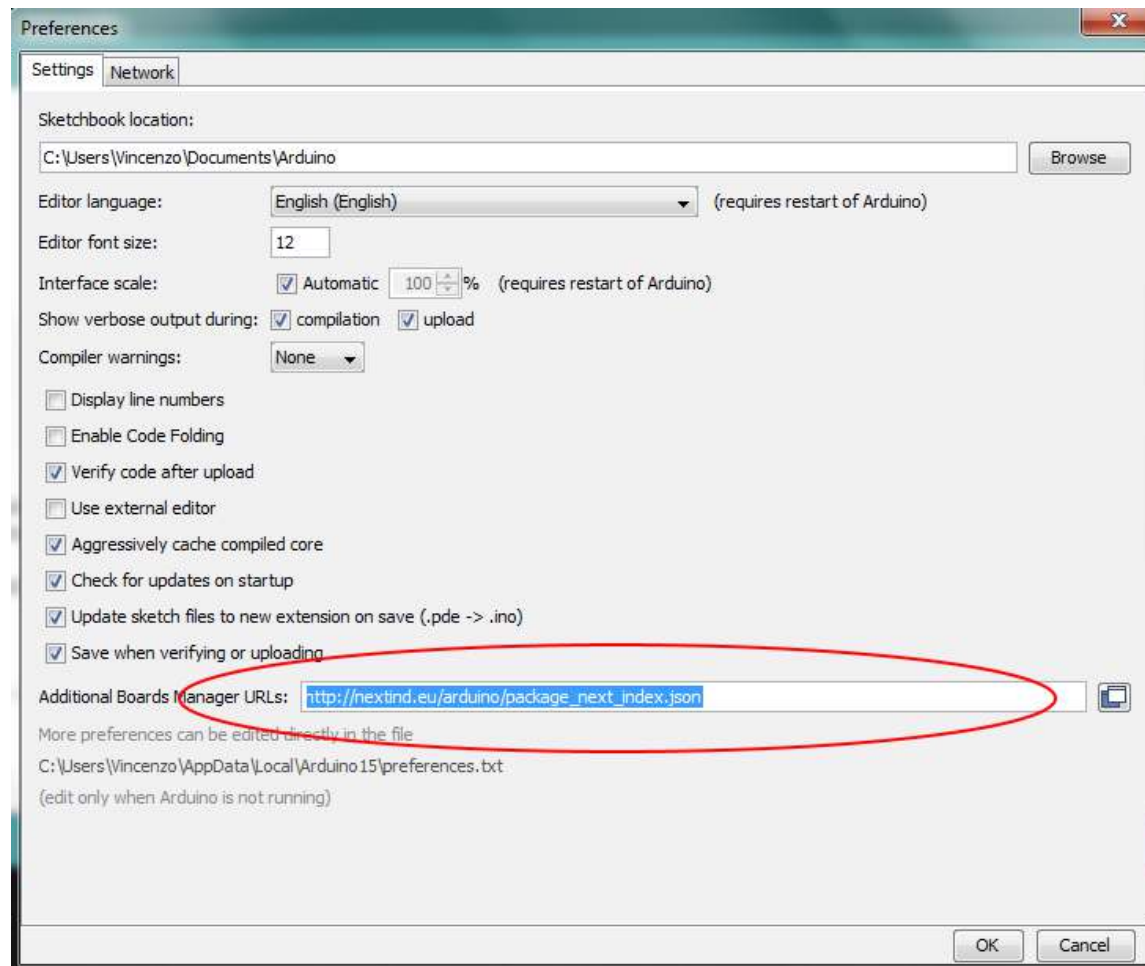 Preferences
Settings Network
Sketchbook location:
C:\Users\Vincenzo\Documents\Arduino Browse
Editor language: English (English) (requires restart of Arduino)
Editor font size: 12
Interface scale: Automatic 100 % (requires restart of Arduino)
Show verbose output during: compilation upload
Compiler warnings: None
Display line numbers
Enable Code Folding
Verify code after upload
Use external editor
Aggressively cache compiled core
Check for updates on startup
Update sketch files to new extension on save (.pde -> .ino)
Save when verifying or uploading
Additional Boards Manager URLs: http://nextind.eu/arduino/package_next_index.json
More preferences can be edited directly in the file
C:\Users\Vincenzo\AppData\Local\Arduino15\preferences.txt
(edit only when Arduino is not running)
OK Cancel